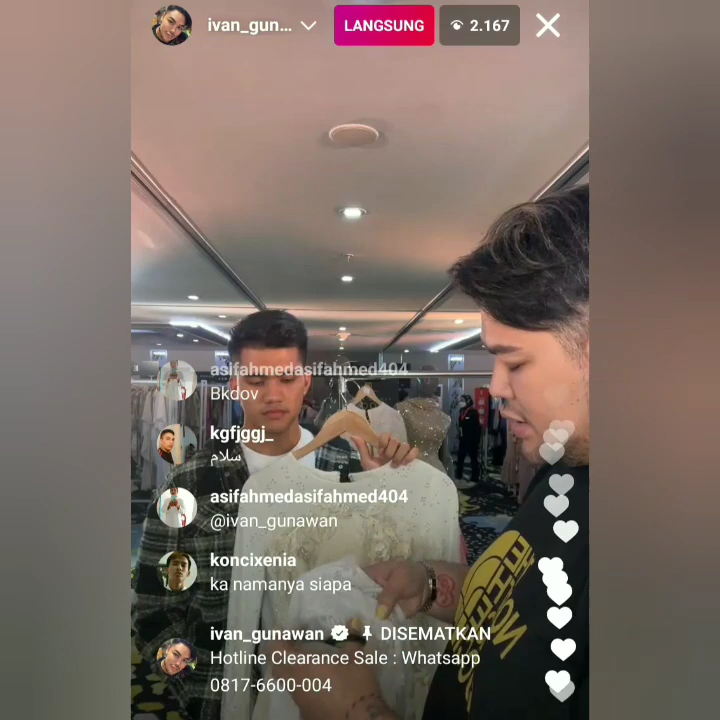 ivan_gun...
LANGSUNG
2.167
asifahmedasifahmed404
Bkdov
kgfjggj_
سلام
asifahmedasifahmed404
@ivan_gunawan
koncixenia
ka namanya siapa
ivan_gunawan DISEMATKAN
Hotline Clearance Sale : Whatsapp
0817-6600-004